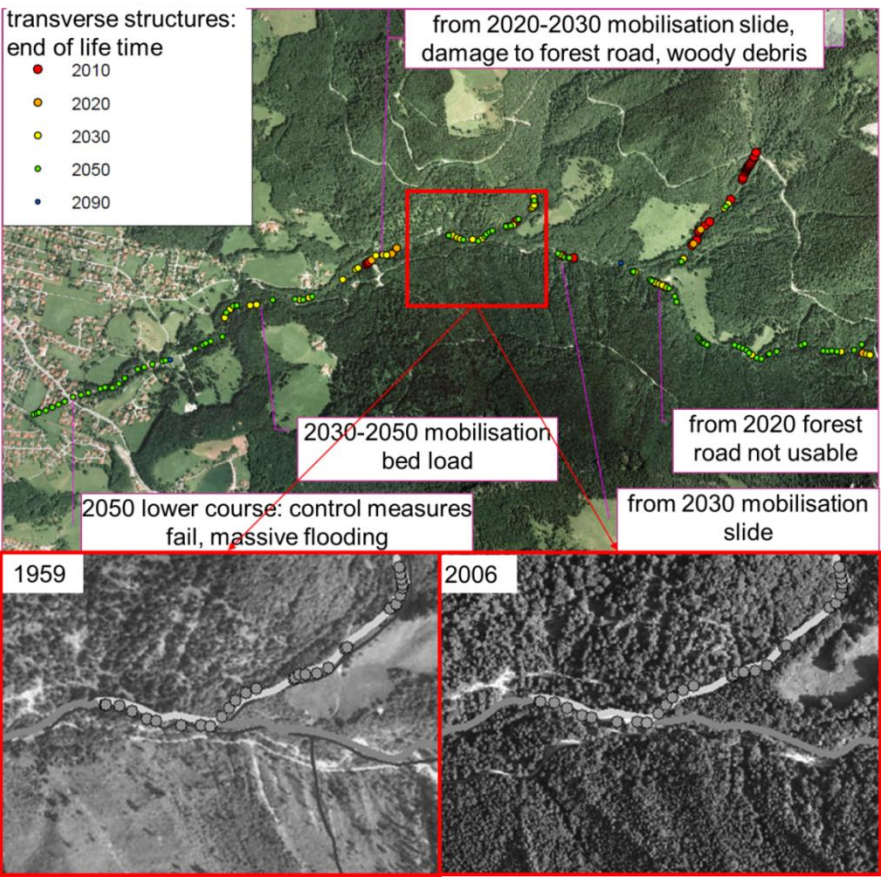 transverse structures:
end of life time
2010
2020
2030
2050
2090
from 2020-2030 mobilisation slide,
damage to forest road, woody debris
2030-2050 mobilisation
bed load
from 2020 forest
road not usable
2050 lower course: control measures
fail, massive flooding
from 2030 mobilisation
slide
1959
2006